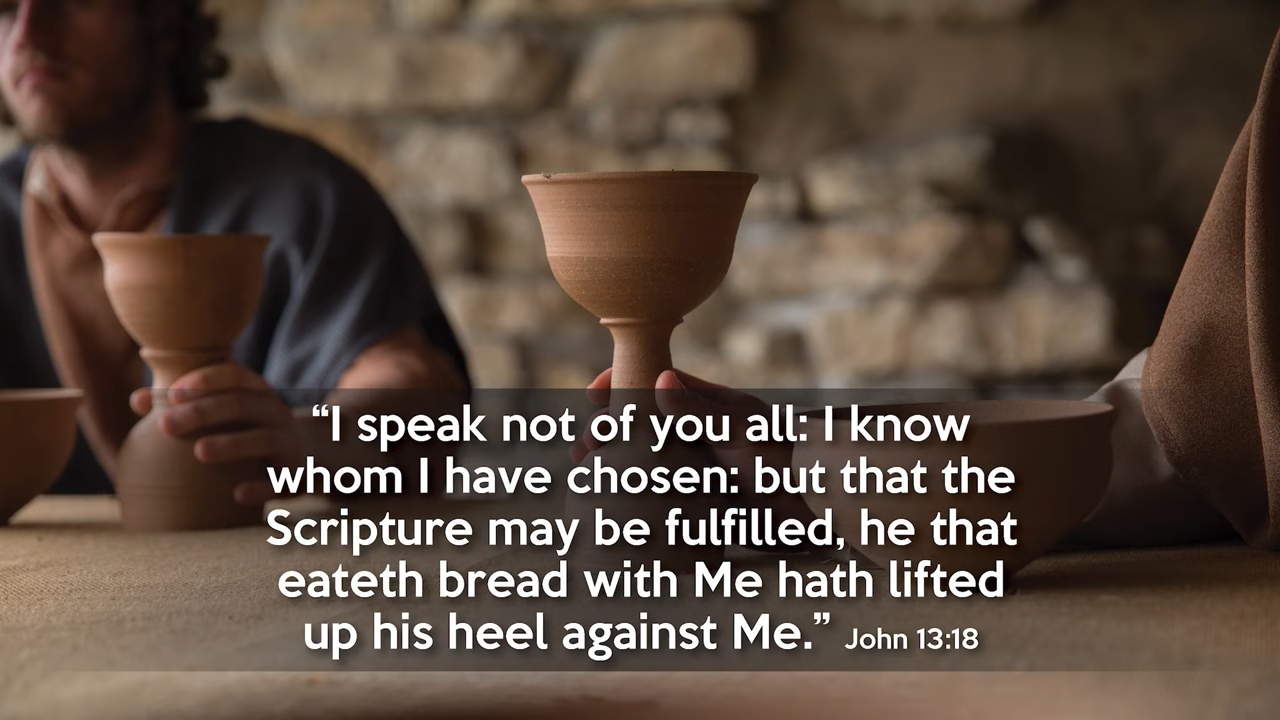 “I speak not of you all: I know
whom I have chosen: but that the
Scripture may be fulfilled, he that
eateth bread with Me hath lifted
up his heel against Me.” John 13:18